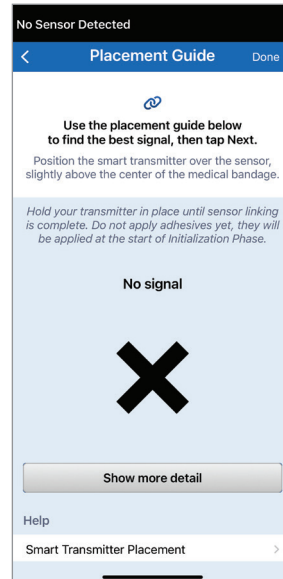 No Sensor Detected
Placement Guide Done
Use the placement guide below
to find the best signal, then tap Next.
Position the smart transmitter over the sensor,
slightly above the center of the medical bandage.
Hold your transmitter in place until sensor linking
is complete. Do not apply adhesives yet, they will
be applied at the start of Initialization Phase.
No signal
Show more detail
Help
Smart Transmitter Placement